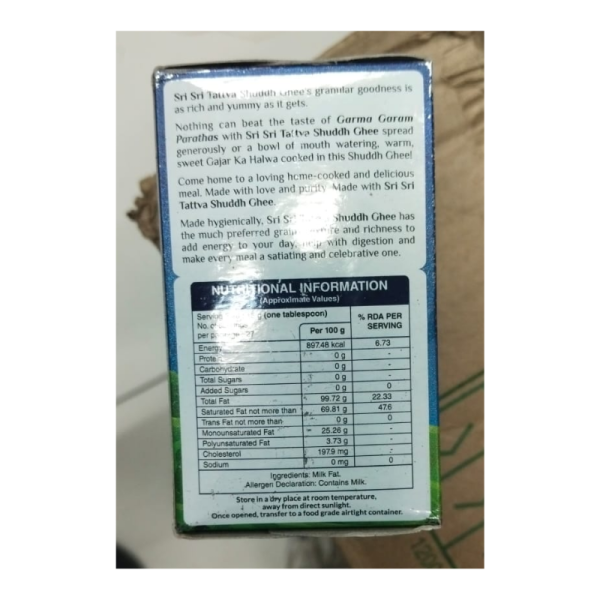 Sri Sri Tattva Shuddh Ghee's granular goodness is
as rich and yummy as it gets.
Nothing can beat the taste of Garma Garam
Parathas with Sri Sri Tattva Shuddh Ghee spread
generously or a bowl of mouth watering, warm,
sweet Gajar Ka Halwa cooked in this Shuddh Ghee!
Come home to a loving home-cooked and delicious
meal. Made with love and purity. Made with Sri Sri
Tattva Shuddh Ghee.
Made hygienically, Sri Sri Shuddh Ghee has
the much preferred and richness to
add energy to your day, help with digestion and
make every meal a satiating and celebrative one.
NUTRITIONAL INFORMATION
(Approximate Values)
(one tablespoon)
No. of
per
Per 100 g
% RDA PER
SERVING
Energy 897.48 kcal 6.73
Protein 0 g -
Carbohydrate 0 g -
Total Sugars 0 g -
Added Sugars 0 g 0
Total Fat 99.72 g 22.33
Saturated Fat not more than 69.81 g 47.6
Trans Fat not more than 0 g 0
Monounsaturated Fat 25.26 g -
Polyunsaturated Fat 3.73 g -
Cholesterol 197.9 mg -
Sodium 0 mg 0
Ingredients: Milk Fat.
Allergen Declaration: Contains Milk.
Store in a dry place at room temperature,
away from direct sunlight.
Once opened, transfer to a food grade airtight container.